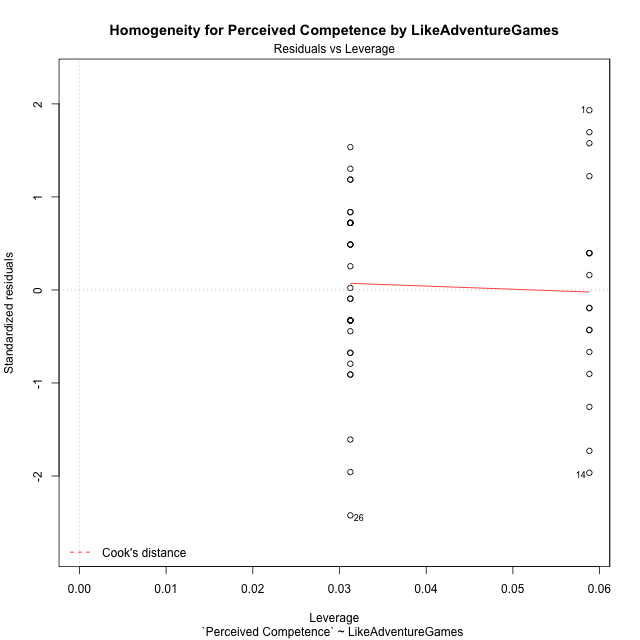 Homogeneity for Perceived Competence by LikeAdventureGames
Residuals vs Leverage
Standardized residuals
2
1
0
-1
-2
1
14
26
Cook's distance
0.00 0.01 0.02 0.03 0.04 0.05 0.06
Leverage
`Perceived Competence` ~ LikeAdventureGames